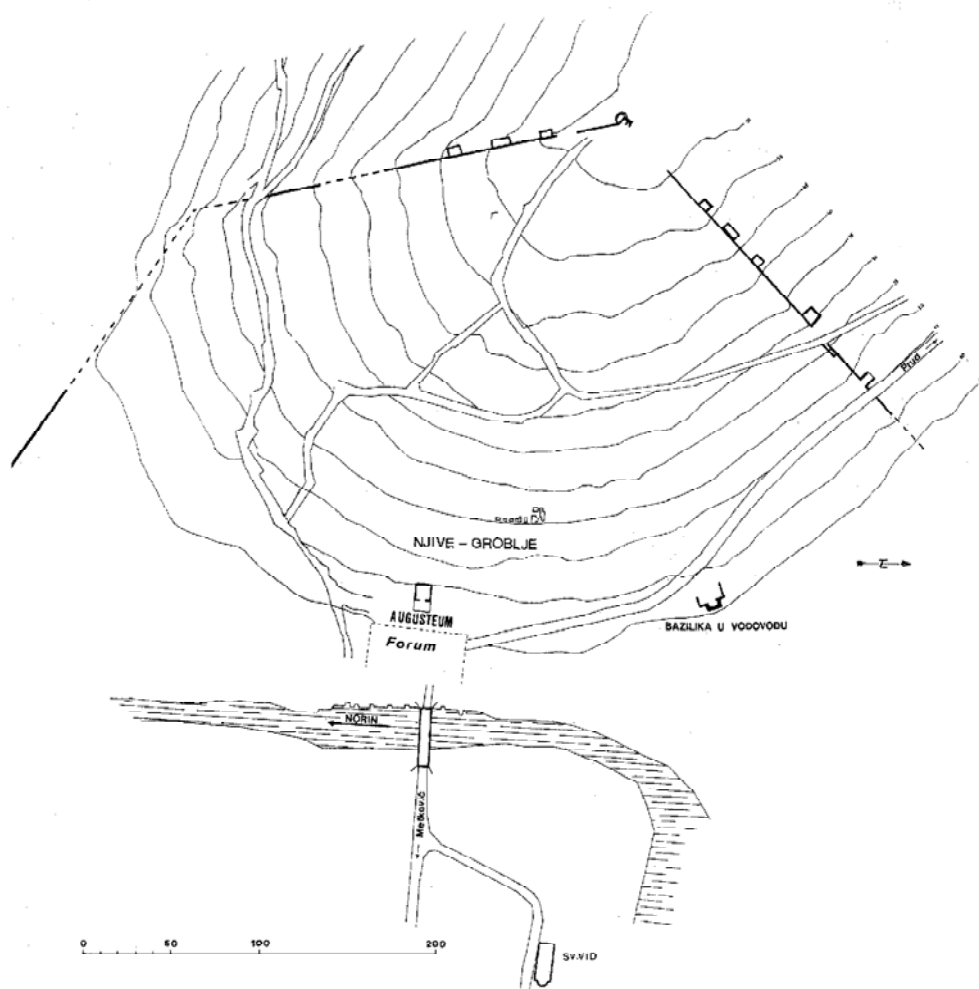 Prud
NJIVE – GROBLJE
AUGUSTEUM
Forum
BAZILIKA U VODOVODU
NORIN
Metković
0 50 100 200
SV. VID